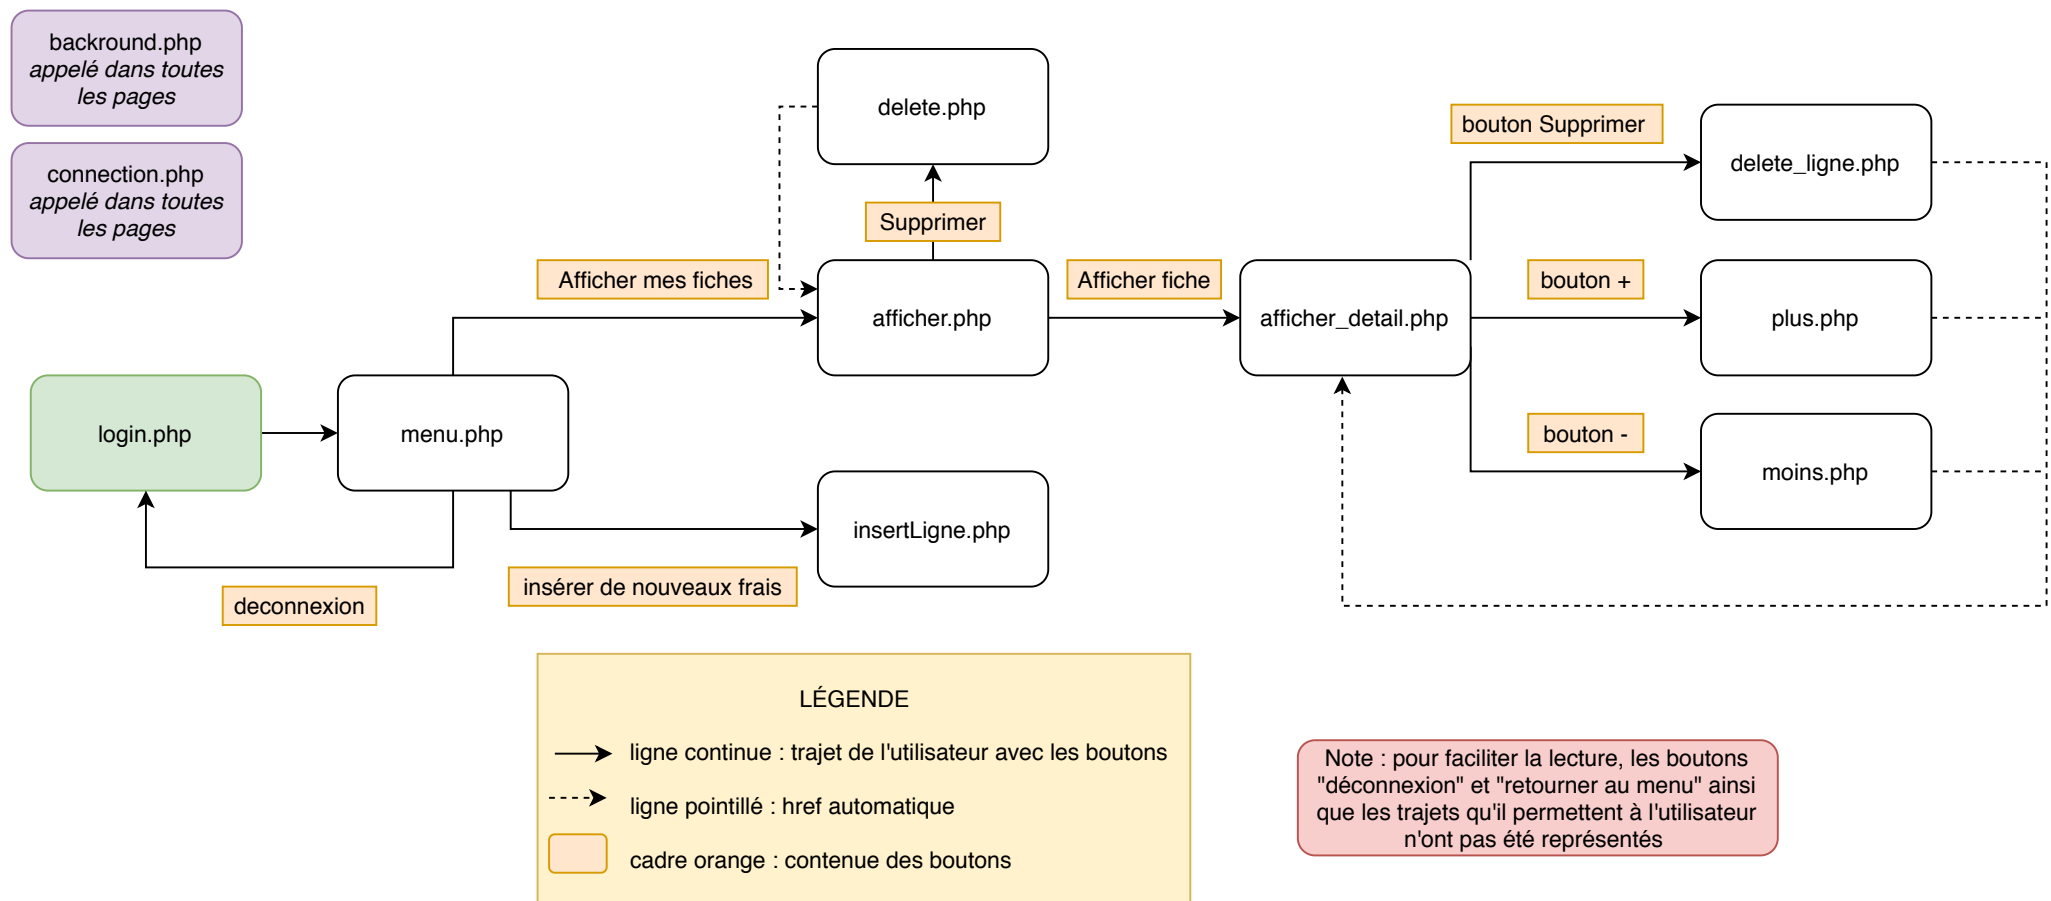 backround.php
appelé dans toutes
les pages
connection.php
appelé dans toutes
les pages
delete.php
Supprimer
Afficher mes fiches
afficher.php
Afficher fiche
afficher_detail.php
bouton Supprimer
delete_ligne.php
bouton +
plus.php
bouton -
moins.php
login.php
menu.php
insertLigne.php
deconnexion
insérer de nouveaux frais
LÉGENDE
ligne continue : trajet de l'utilisateur avec les boutons
ligne pointillé : href automatique
cadre orange : contenue des boutons
Note : pour faciliter la lecture, les boutons
"déconnexion" et "retourner au menu" ainsi
que les trajets qu'il permettent à l'utilisateur
n'ont pas été représentés